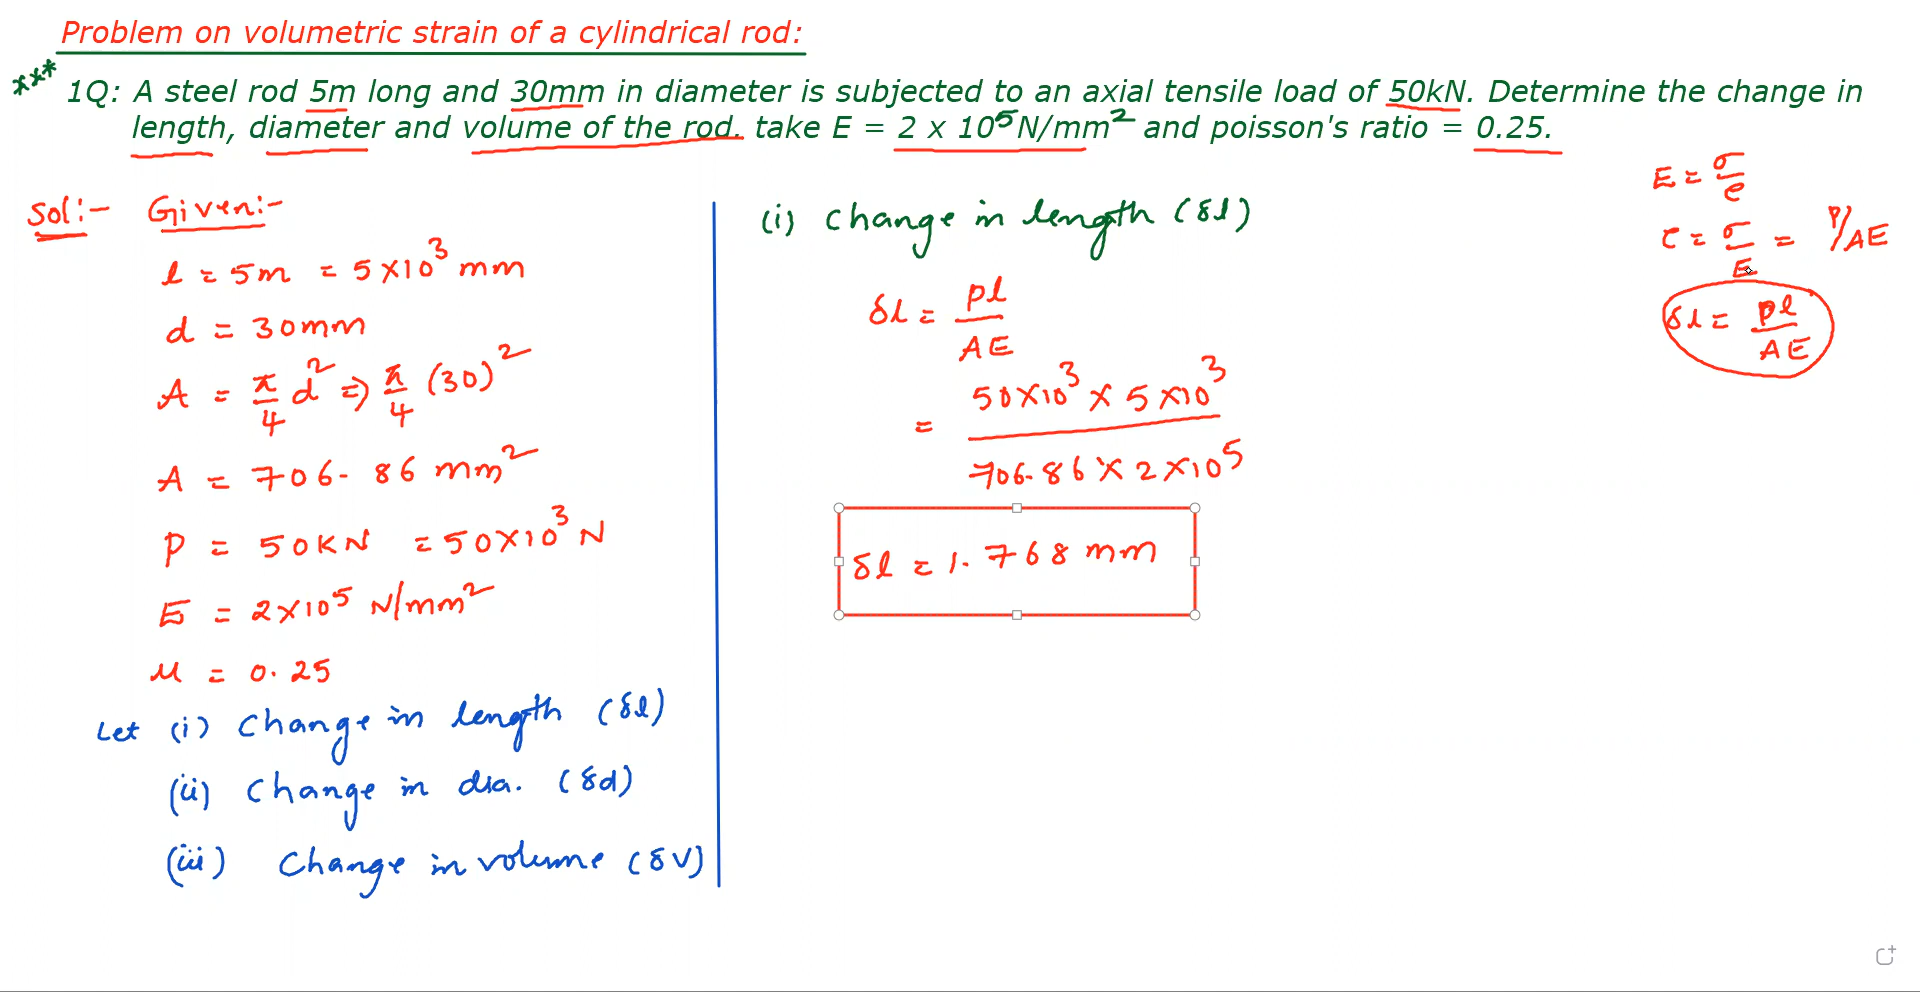 Problem on volumetric strain of a cylindrical rod:
*** 1Q: A steel rod 5m long and 30mm in diameter is subjected to an axial tensile load of 50kN. Determine the change in
length, diameter and volume of the rod. take E = 2 x 10⁵N/mm² and poisson's ratio = 0.25.
Sol:- Given:-
l = 5m = 5×10³ mm
d = 30mm
A = π/4 d² => π/4 (30)²
A = 706.86 mm²
P = 50KN = 50×10³ N
E = 2×10⁵ N/mm²
μ = 0.25
Let (i) Change in length (δl)
(ii) Change in dia. (δd)
(iii) Change in volume (δV)
(i) Change in length (δl)
δl = Pl/AE
= 50×10³ × 5×10³ / 706.86×2×10⁵
δl = 1.768 mm
E = σ/e
e = σ/E = P/AE
δl = Pl/AE